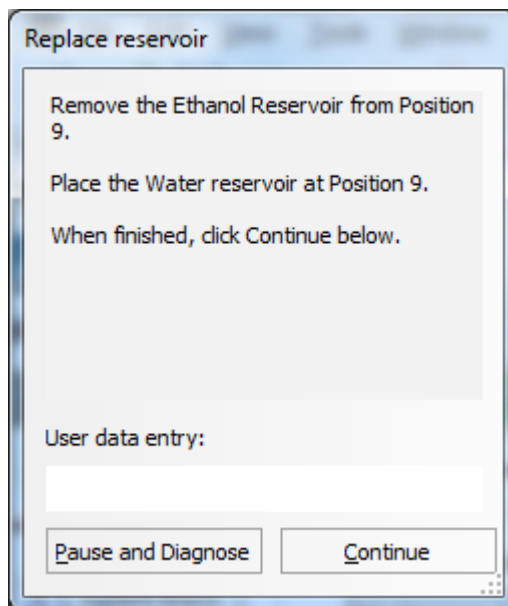 Replace reservoir
Remove the Ethanol Reservoir from Position
9.
Place the Water reservoir at Position 9.
When finished, click Continue below.
User data entry:
Pause and Diagnose
Continue